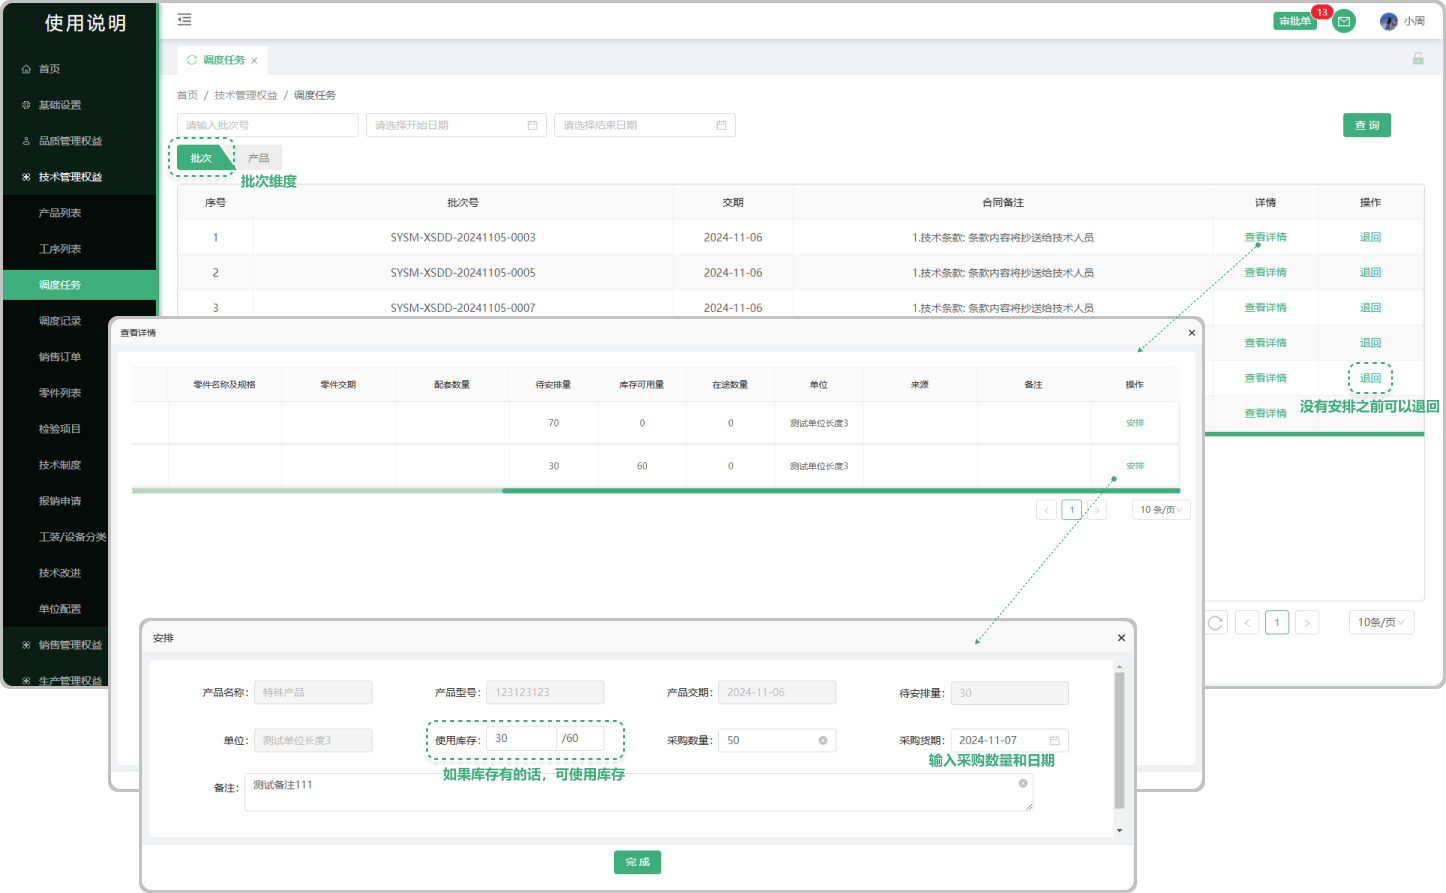 使用说明
审批单
13
小周
首页
基础设置
品质管理权益
技术管理权益
产品列表
工序列表
调度任务
调度记录
销售订单
零件列表
检验项目
技术制度
报销申请
工装/设备分类
技术改进
单位配置
销售管理权益
生产管理权益
调度任务
首页 / 技术管理权益 / 调度任务
请输入批次号 请选择开始日期 请选择结束日期 查 询
批次 产品
批次维度
序号 批次号 交期 合同备注 详情 操作
1 SYSM-XSDD-20241105-0003 2024-11-06 1.技术条款: 条款内容将抄送给技术人员 查看详情 退回
2 SYSM-XSDD-20241105-0005 2024-11-06 1.技术条款: 条款内容将抄送给技术人员 查看详情 退回
3 SYSM-XSDD-20241105-0007 2024-11-06 1.技术条款: 条款内容将抄送给技术人员 查看详情 退回
查看详情 退回
查看详情 退回
查看详情
没有安排之前可以退回
1 10条/页
查看详情
零件名称及规格 零件交期 配套数量 待安排量 库存可用量 在途数量 单位 来源 备注 操作
70 0 0 测试单位长度3 安排
30 60 0 测试单位长度3 安排
1 10 条/页
安排
产品名称: 特殊产品 产品型号: 123123123 产品交期: 2024-11-06 待安排量: 30
单位: 测试单位长度3 使用库存: 30 /60 采购数量: 50 采购货期: 2024-11-07
如果库存有的话，可使用库存 输入采购数量和日期
备注: 测试备注111
完 成